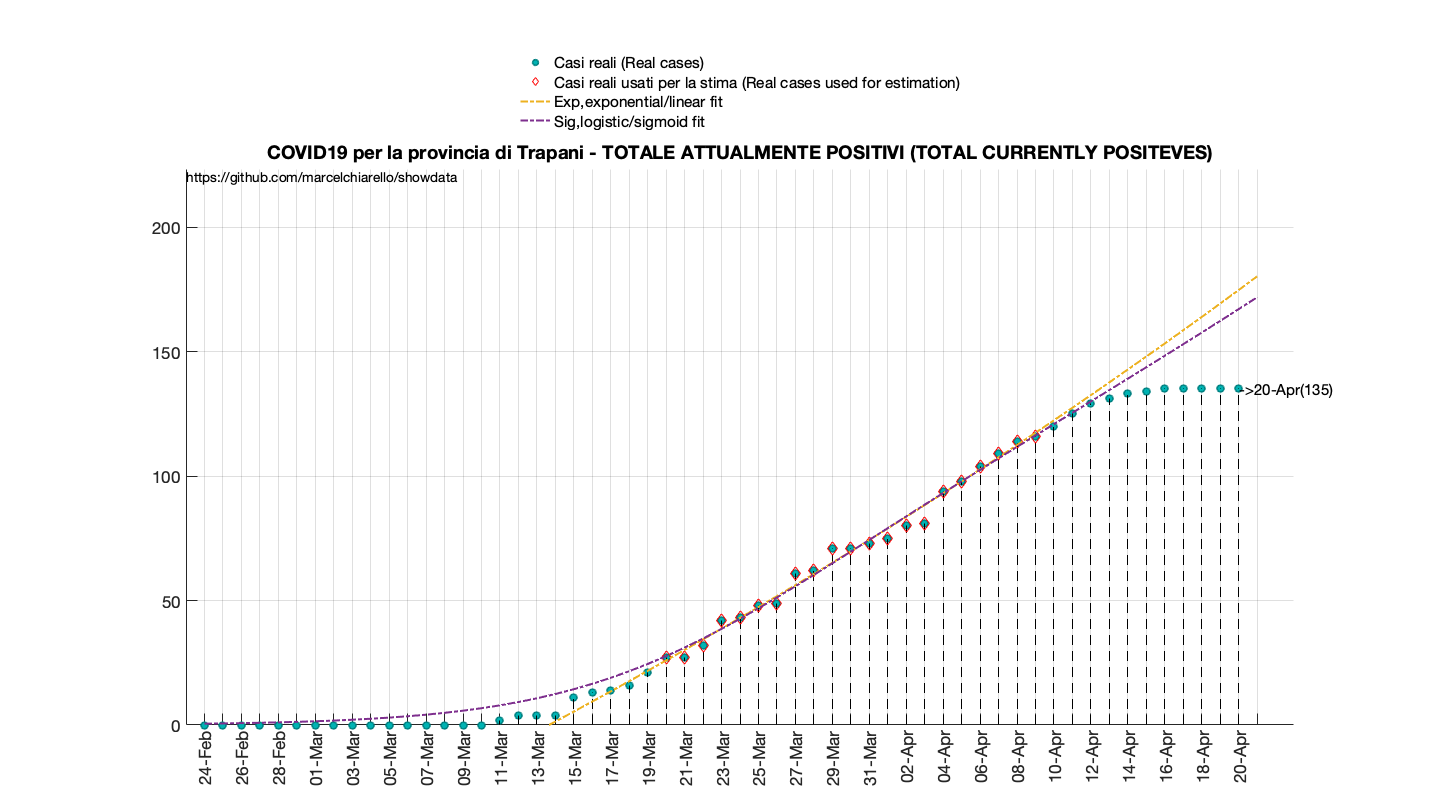 Casi reali (Real cases)
Casi reali usati per la stima (Real cases used for estimation)
Exp,exponential/linear fit
Sig,logistic/sigmoid fit
COVID19 per la provincia di Trapani - TOTALE ATTUALMENTE POSITIVI (TOTAL CURRENTLY POSITEVES)
https://github.com/marcelchiarello/showdata
200
150
100
50
0
->20-Apr(135)
24-Feb
26-Feb
28-Feb
01-Mar
03-Mar
05-Mar
07-Mar
09-Mar
11-Mar
13-Mar
15-Mar
17-Mar
19-Mar
21-Mar
23-Mar
25-Mar
27-Mar
29-Mar
31-Mar
02-Apr
04-Apr
06-Apr
08-Apr
10-Apr
12-Apr
14-Apr
16-Apr
18-Apr
20-Apr